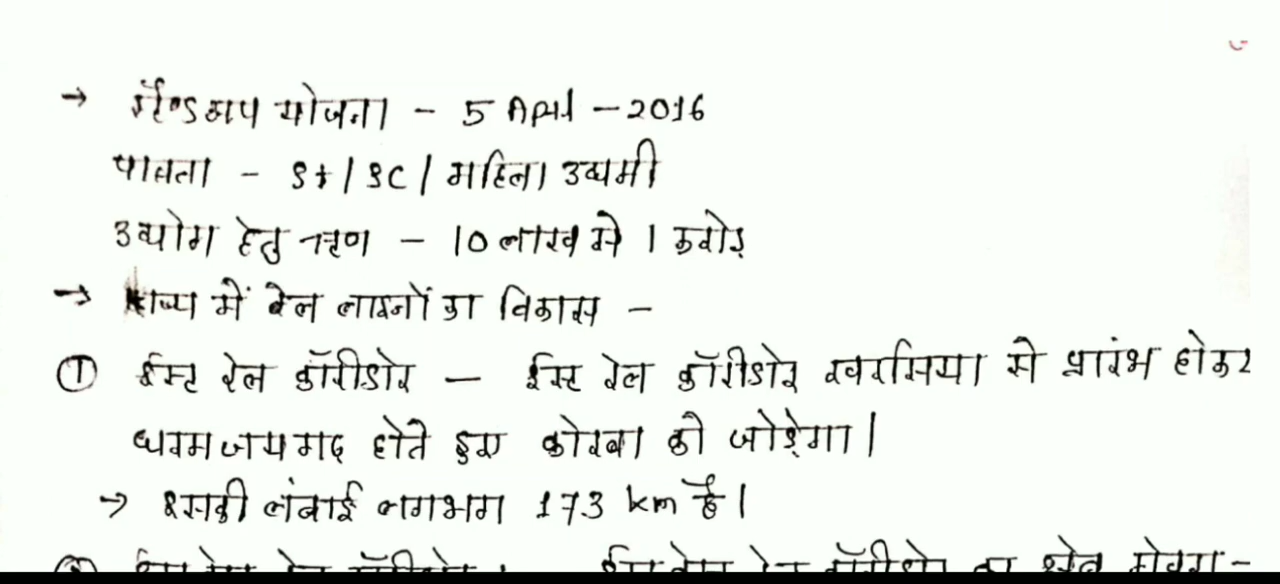 → स्टैण्डअप योजना - 5 April - 2016
पात्रता - St / SC / महिला उद्यमी
उद्योग हेतु ऋण - 10 लाख से 1 करोड़
→ राज्य में रेल लाइनों का विकास -
① ईस्ट रेल कॉरीडोर - ईस्ट रेल कॉरीडोर खरसिया से प्रारंभ होकर
धरमजयगढ़ होते हुए कोरबा को जोड़ेगा।
→ इसकी लंबाई लगभग 173 km है।